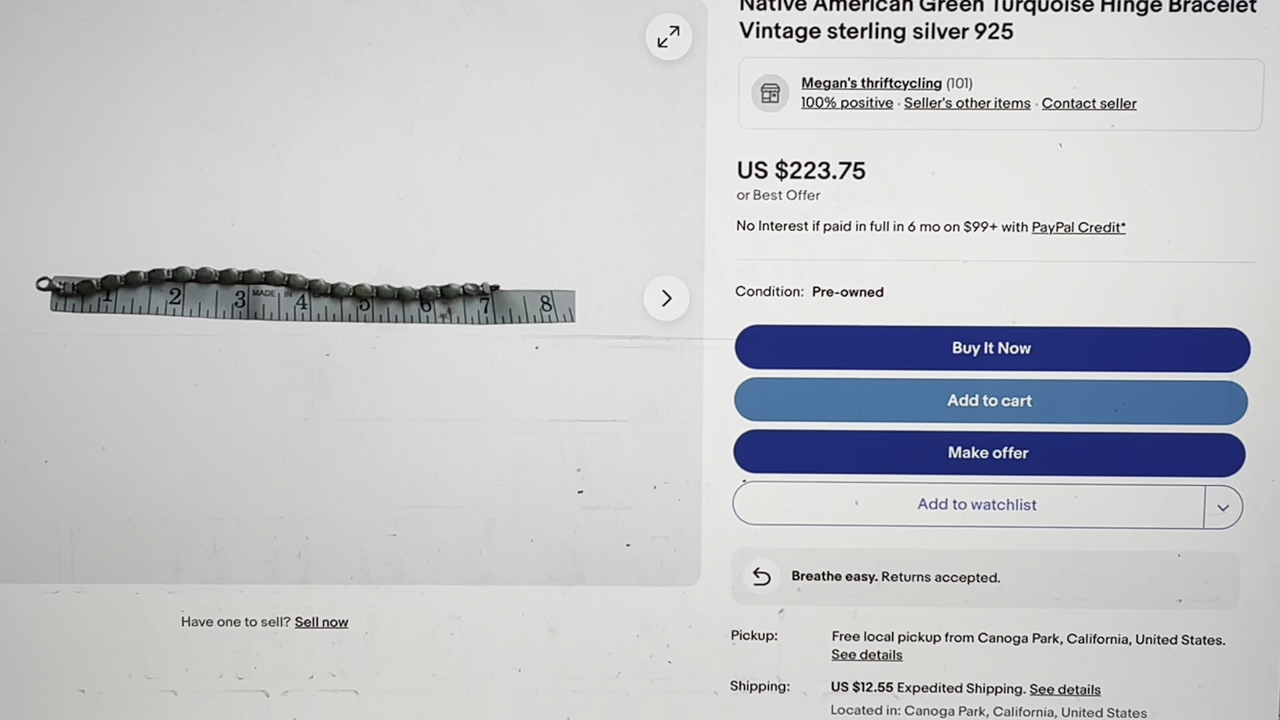 Native American Green Turquoise Hinge Bracelet
Vintage sterling silver 925
Megan's thriftcycling (101)
100% positive · Seller's other items · Contact seller
US $223.75
or Best Offer
No Interest if paid in full in 6 mo on $99+ with PayPal Credit*
Condition: Pre-owned
Buy It Now
Add to cart
Make offer
Add to watchlist
Breathe easy. Returns accepted.
Pickup: Free local pickup from Canoga Park, California, United States.
See details
Shipping: US $12.55 Expedited Shipping. See details
Located in: Canoga Park, California, United States
1 2 3 MADE IN 4 5 6 7 8
Have one to sell? Sell now